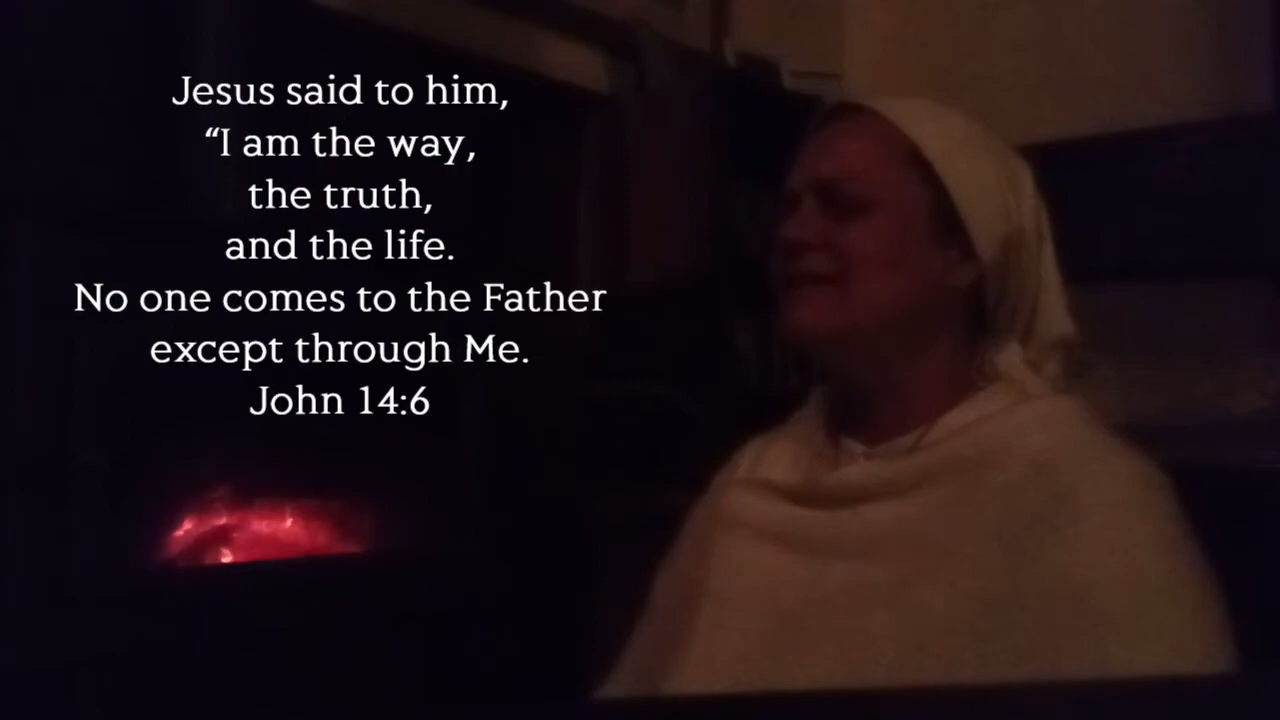 Jesus said to him,
“I am the way,
the truth,
and the life.
No one comes to the Father
except through Me.
John 14:6